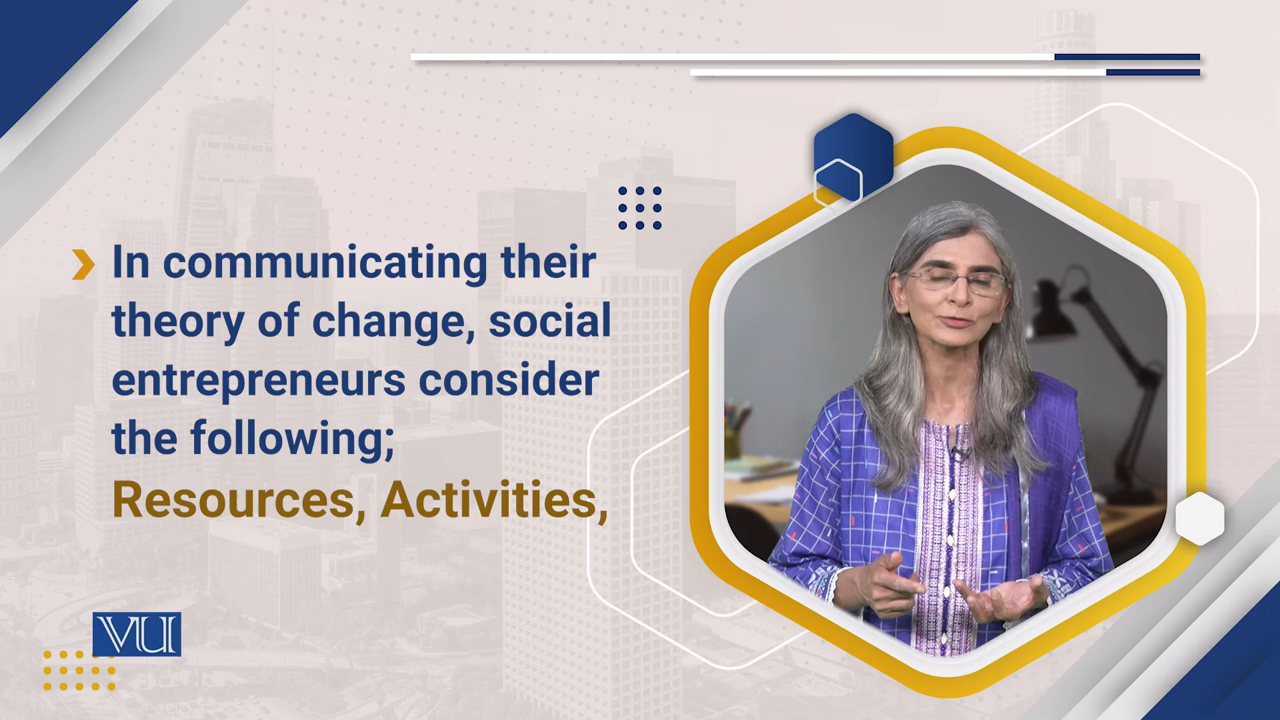 In communicating their
theory of change, social
entrepreneurs consider
the following;
Resources, Activities,
VU